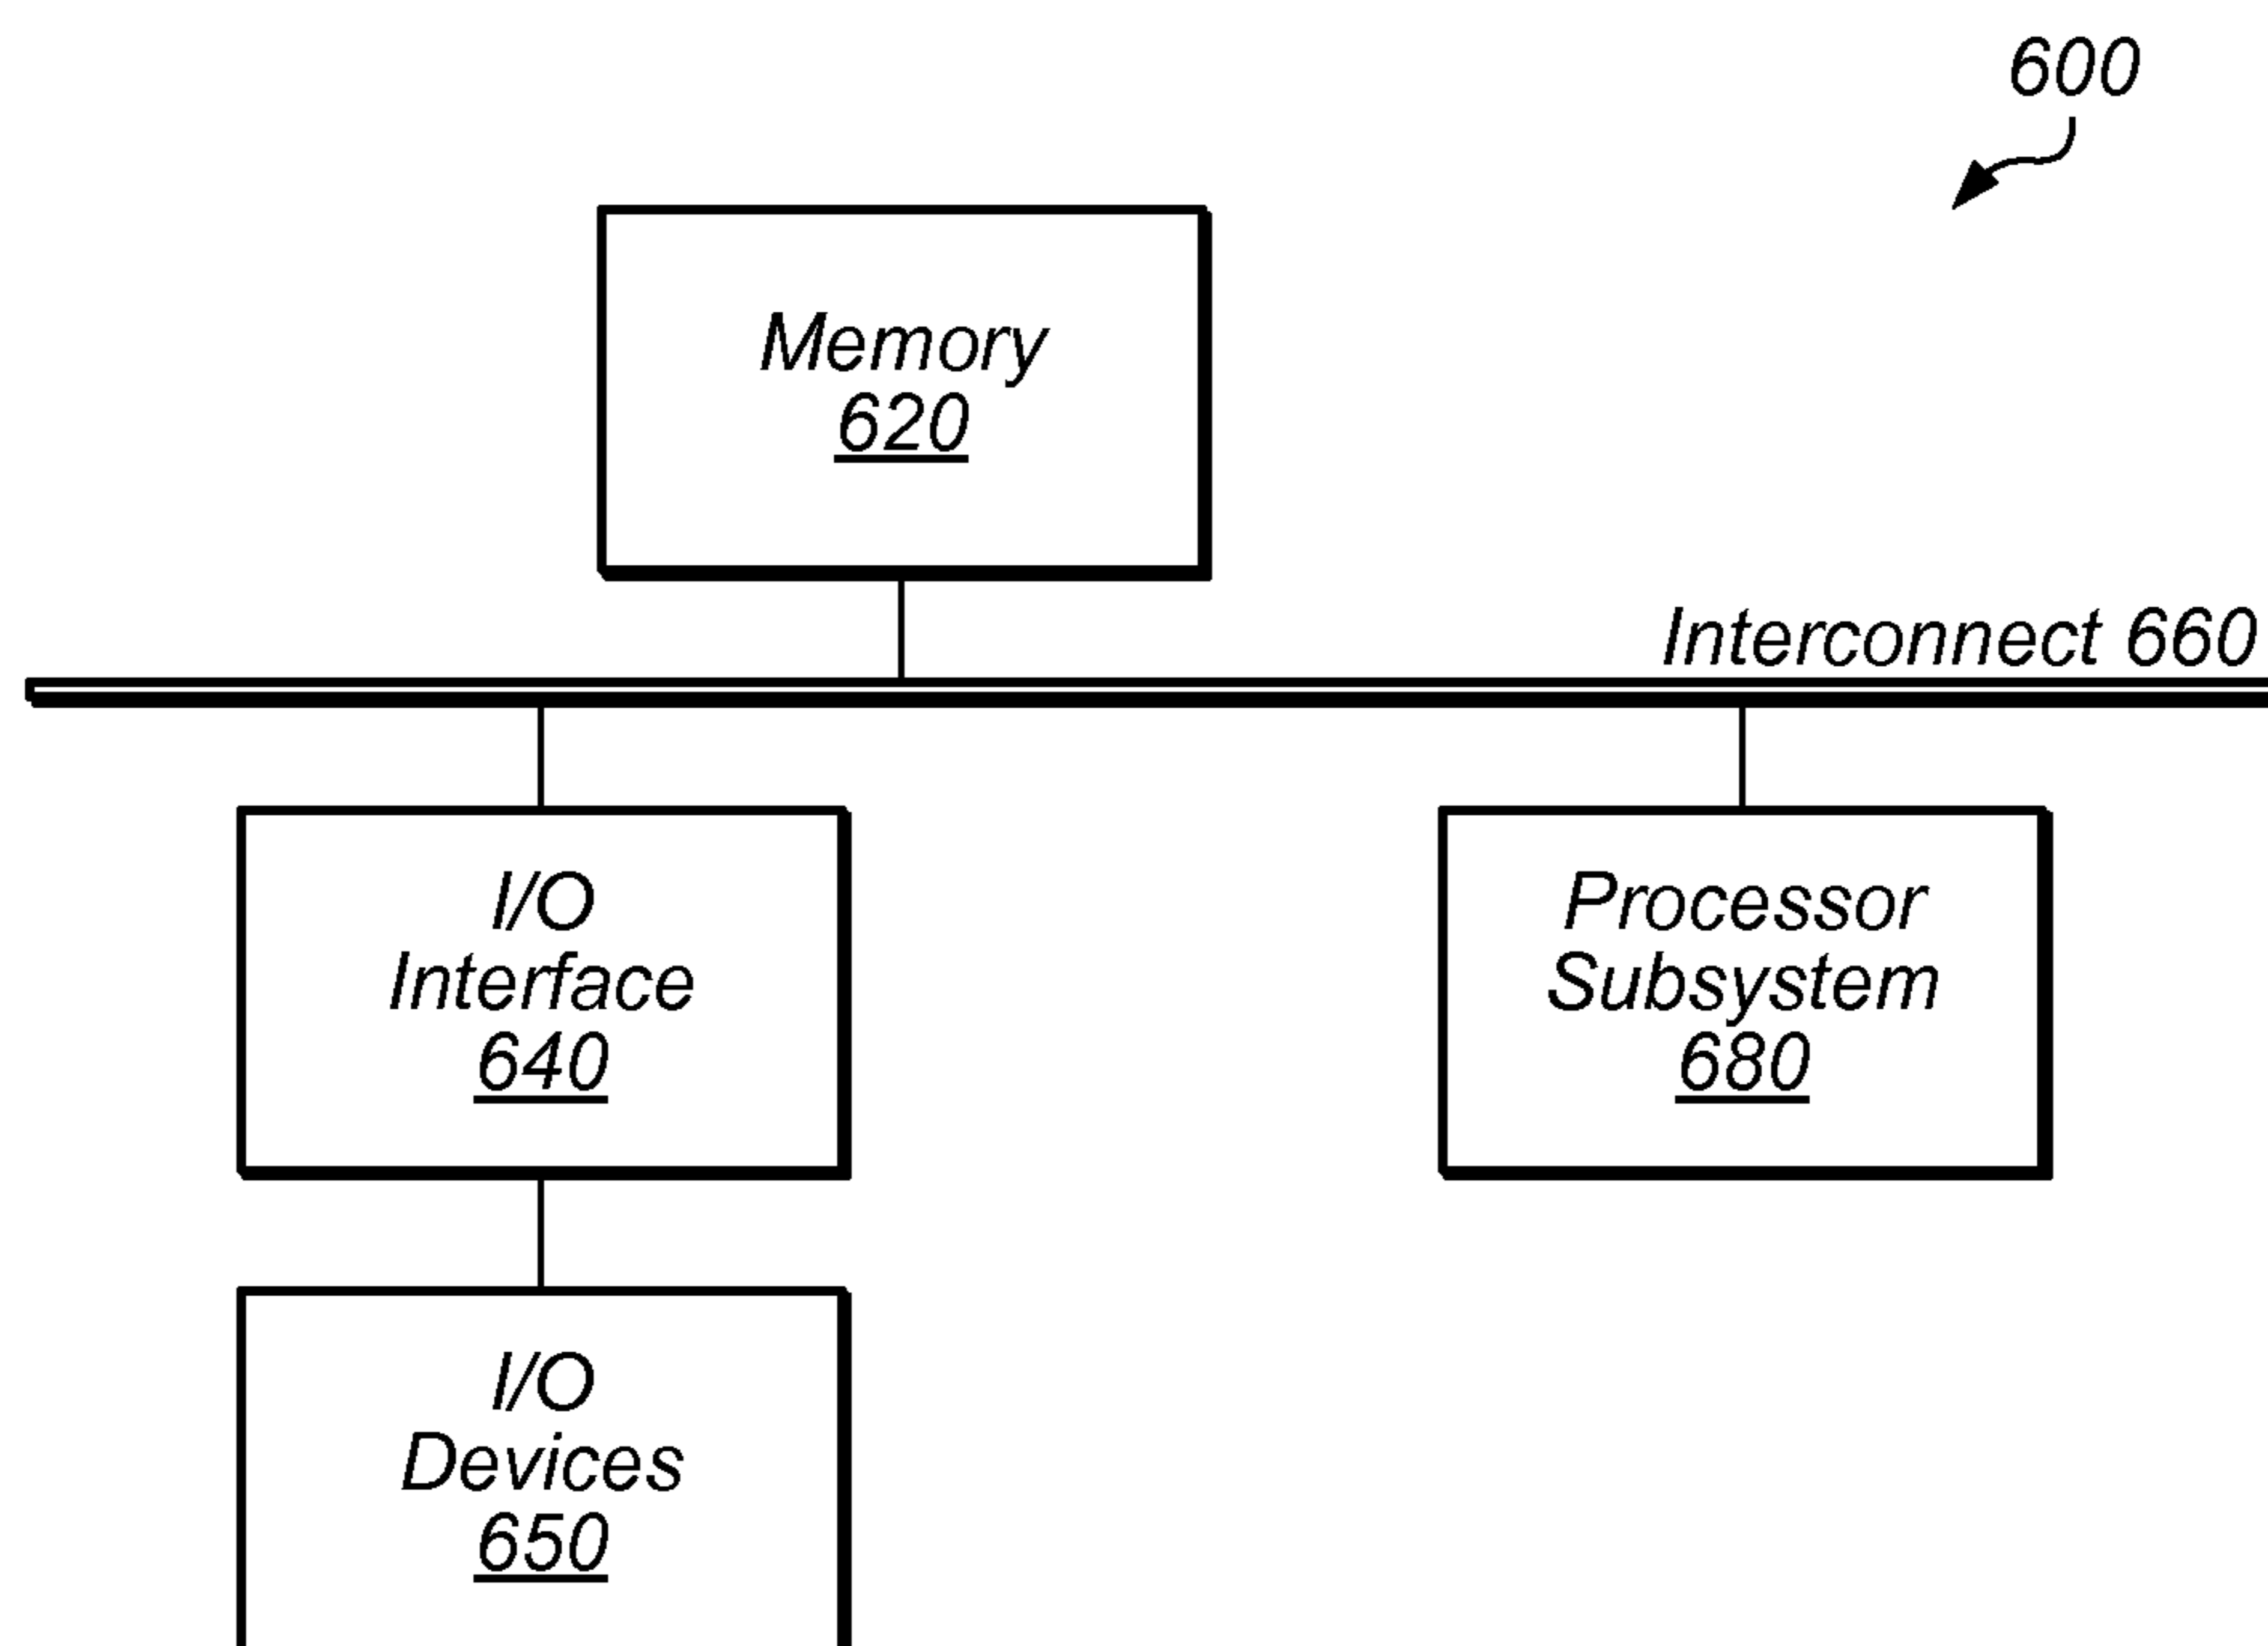 600
Memory
620
Interconnect 660
I/O
Interface
640
Processor
Subsystem
680
I/O
Devices
650